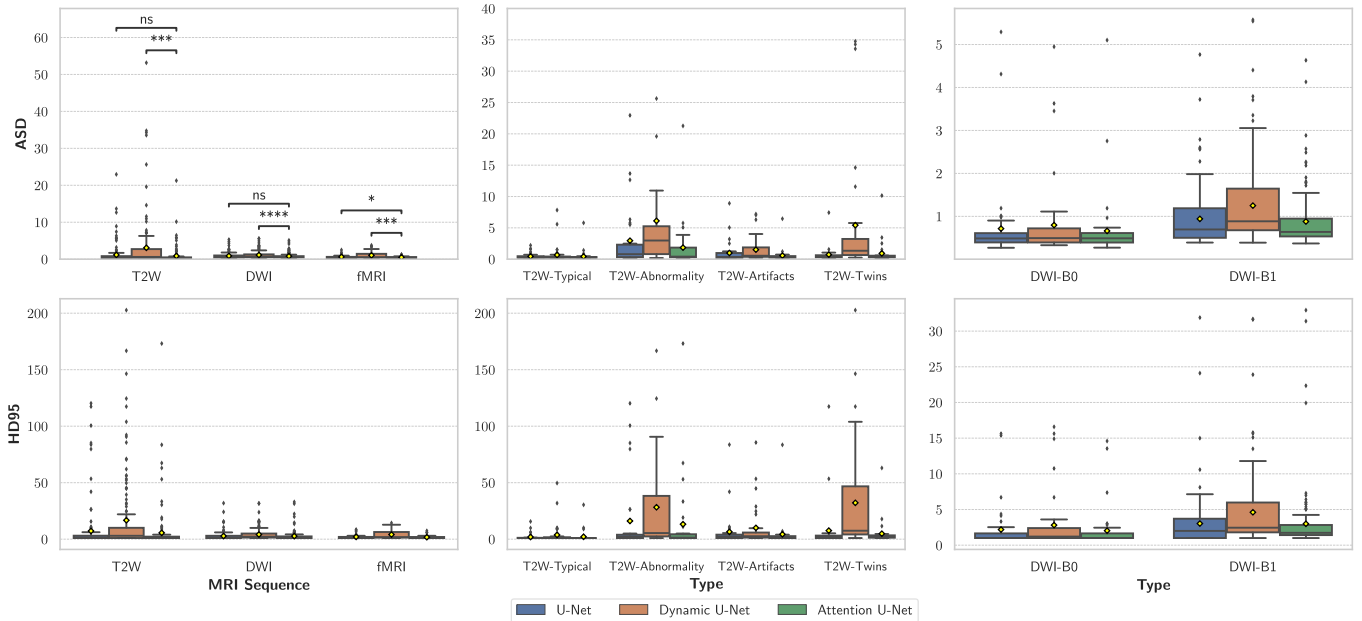 ns
***
ns
****
*
***
ASD
60
50
40
30
20
10
0
T2W
DWI
fMRI
40
35
30
25
20
15
10
5
0
T2W-Typical
T2W-Abnormality
T2W-Artifacts
T2W-Twins
5
4
3
2
1
DWI-B0
DWI-B1
HD95
200
150
100
50
0
T2W
DWI
fMRI
MRI Sequence
200
150
100
50
0
T2W-Typical
T2W-Abnormality
T2W-Artifacts
T2W-Twins
Type
30
25
20
15
10
5
0
DWI-B0
DWI-B1
Type
U-Net
Dynamic U-Net
Attention U-Net